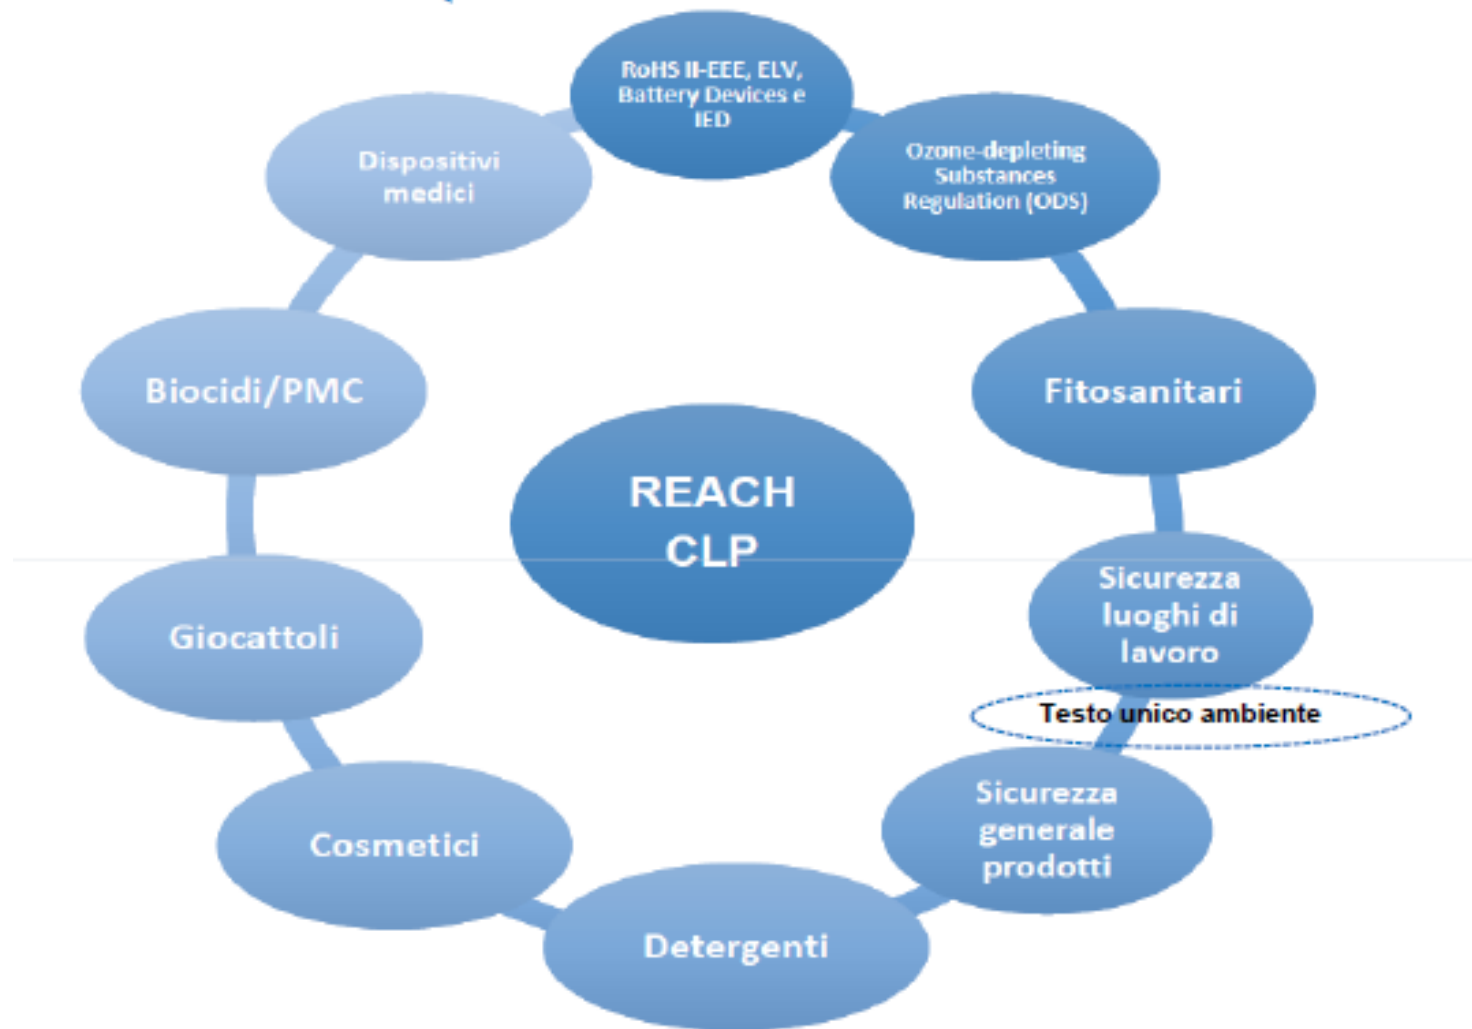 RoHS II-EEE, ELV,
Battery Devices e
IED
Ozone-depleting
Substances
Regulation (ODS)
Dispositivi
medici
Biocidi/PMC
Fitosanitari
REACH
CLP
Sicurezza
luoghi di
lavoro
Giocattoli
Testo unico ambiente
Sicurezza
generale
prodotti
Cosmetici
Detergenti